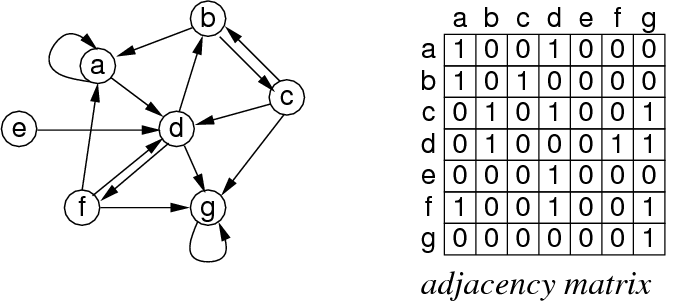 b
a
c
e
d
f
g
a b c d e f g
a 1 0 0 1 0 0 0
b 1 0 1 0 0 0 0
c 0 1 0 1 0 0 1
d 0 1 0 0 0 1 1
e 0 0 0 1 0 0 0
f 1 0 0 1 0 0 1
g 0 0 0 0 0 0 1
adjacency matrix